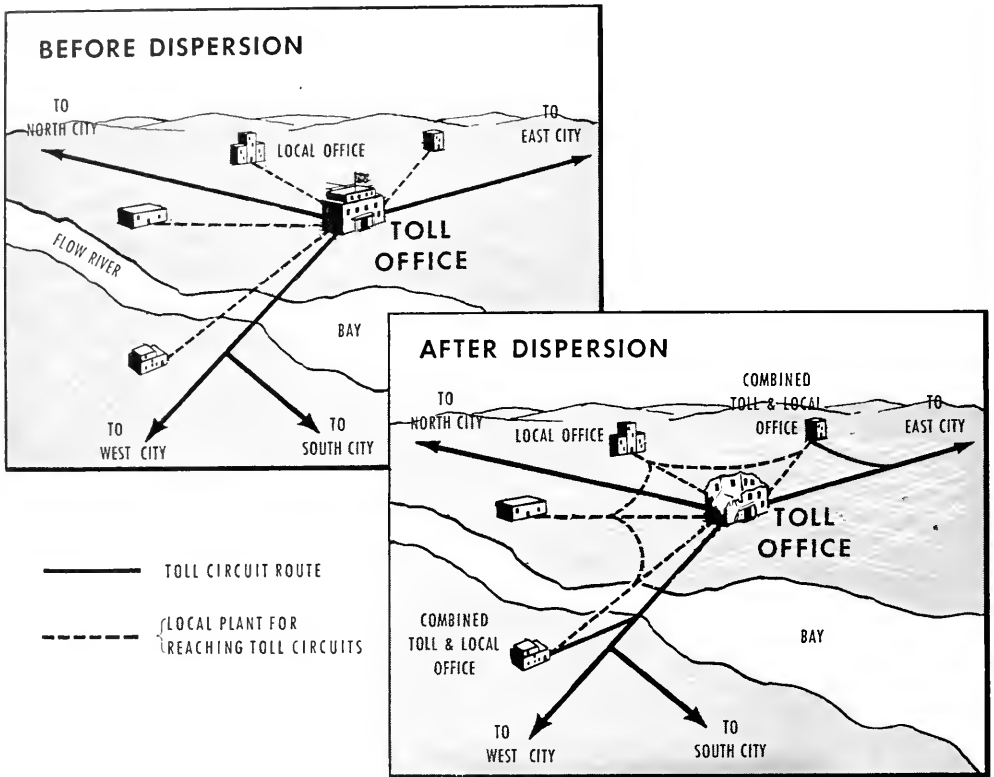 BEFORE DISPERSION
TO
NORTH CITY
LOCAL OFFICE
TO
EAST CITY
TOLL
OFFICE
FLOW RIVER
BAY
TO
WEST CITY
TO
SOUTH CITY
AFTER DISPERSION
TO
NORTH CITY
LOCAL OFFICE
COMBINED
TOLL & LOCAL
OFFICE
TO
EAST CITY
TOLL
OFFICE
COMBINED
TOLL & LOCAL
OFFICE
BAY
TO
WEST CITY
TO
SOUTH CITY
TOLL CIRCUIT ROUTE
LOCAL PLANT FOR
REACHING TOLL CIRCUITS